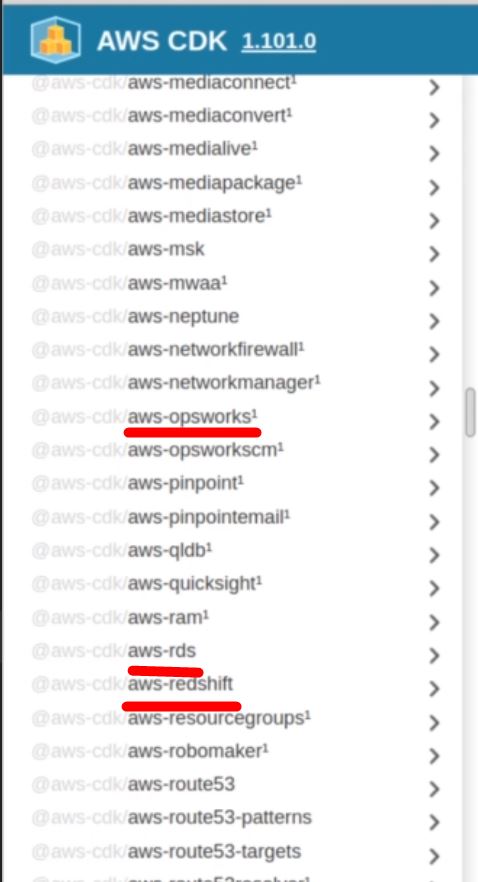 AWS CDK 1.101.0
@aws-cdk/aws-mediaconnect¹
@aws-cdk/aws-mediaconvert¹
@aws-cdk/aws-medialive¹
@aws-cdk/aws-mediapackage¹
@aws-cdk/aws-mediastore¹
@aws-cdk/aws-msk
@aws-cdk/aws-mwaa¹
@aws-cdk/aws-neptune
@aws-cdk/aws-networkfirewall¹
@aws-cdk/aws-networkmanager¹
@aws-cdk/aws-opsworks¹
@aws-cdk/aws-opsworkscm¹
@aws-cdk/aws-pinpoint¹
@aws-cdk/aws-pinpointemail¹
@aws-cdk/aws-qldb¹
@aws-cdk/aws-quicksight¹
@aws-cdk/aws-ram¹
@aws-cdk/aws-rds
@aws-cdk/aws-redshift
@aws-cdk/aws-resourcegroups¹
@aws-cdk/aws-robomaker¹
@aws-cdk/aws-route53
@aws-cdk/aws-route53-patterns
@aws-cdk/aws-route53-targets